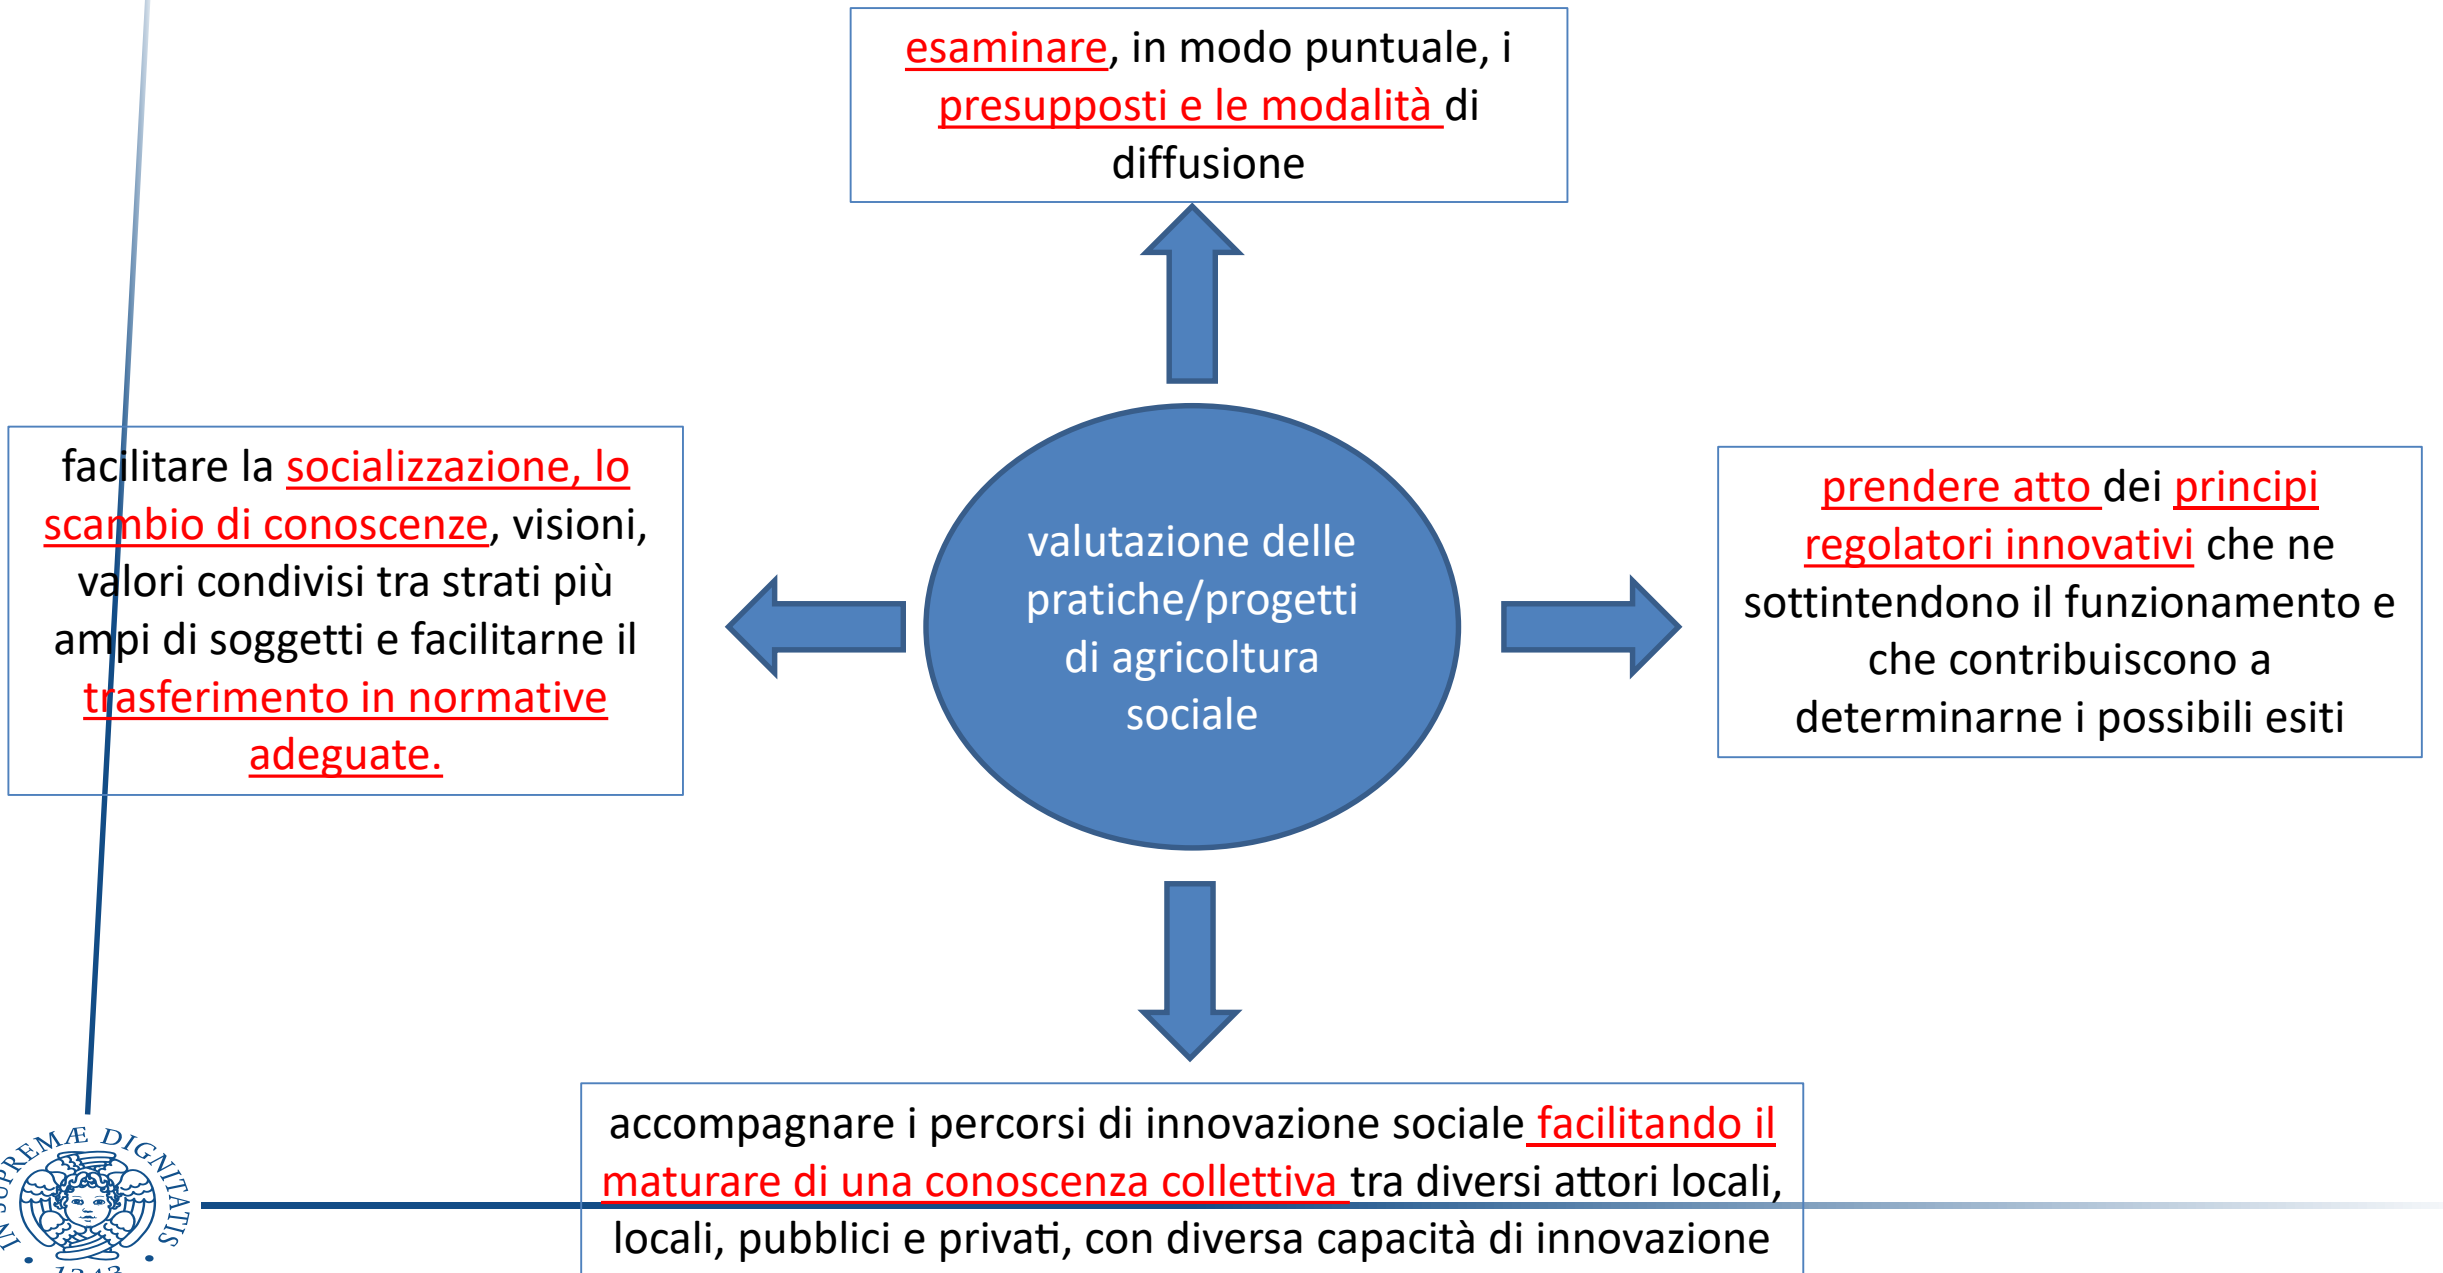 esaminare, in modo puntuale, i
presupposti e le modalità di
diffusione
facilitare la socializzazione, lo
scambio di conoscenze, visioni,
valori condivisi tra strati più
ampi di soggetti e facilitarne il
trasferimento in normative
adeguate.
valutazione delle
pratiche/progetti
di agricoltura
sociale
prendere atto dei principi
regolatori innovativi che ne
sottintendono il funzionamento e
che contribuiscono a
determinarne i possibili esiti
accompagnare i percorsi di innovazione sociale facilitando il
maturare di una conoscenza collettiva tra diversi attori locali,
locali, pubblici e privati, con diversa capacità di innovazione
IN SUPREMÆ DIGNITATIS
1343